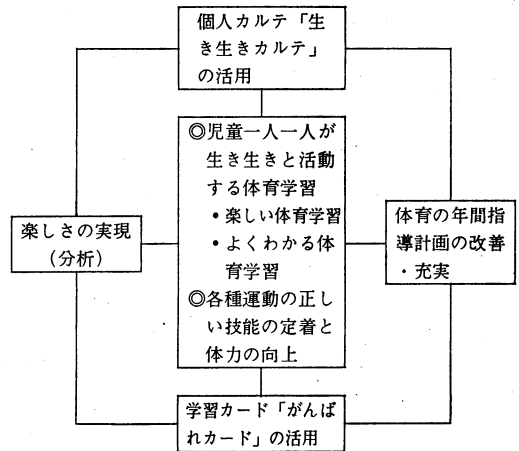 個人カルテ「生
き生きカルテ」
の活用
◎児童一人一人が
生き生きと活動
する体育学習
・楽しい体育学習
・よくわかる体
育学習
◎各種運動の正し
い技能の定着と
体力の向上
楽しさの実現
(分析)
体育の年間指
導計画の改善
・充実
学習カード「がんば
れカード」の活用